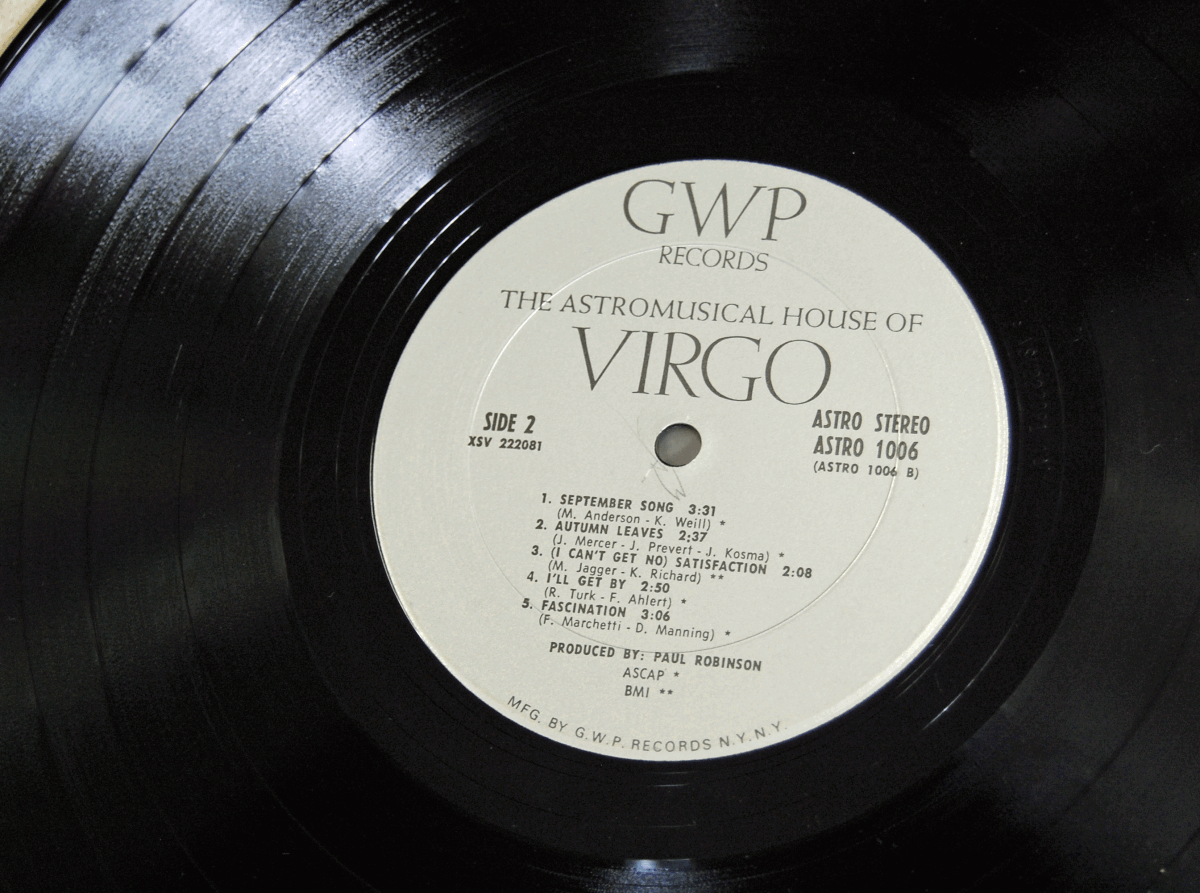 GWP
RECORDS
THE ASTROMUSICAL HOUSE OF
VIRGO
SIDE 2
XSV 222081
ASTRO STEREO
ASTRO 1006
(ASTRO 1006 B)
1. SEPTEMBER SONG 3:31
(M. Anderson - K. Weill) *
2. AUTUMN LEAVES 2:37
(J. Mercer - J. Prevert - J. Kosma) *
3. (I CAN'T GET NO) SATISFACTION 2:08
(M. Jagger - K. Richard) **
4. I'LL GET BY 2:50
(R. Turk - F. Ahlert) *
5. FASCINATION 3:06
(F. Marchetti - D. Manning) *
PRODUCED BY: PAUL ROBINSON
ASCAP *
BMI **
MFG. BY G.W.P. RECORDS N.Y.N.Y.